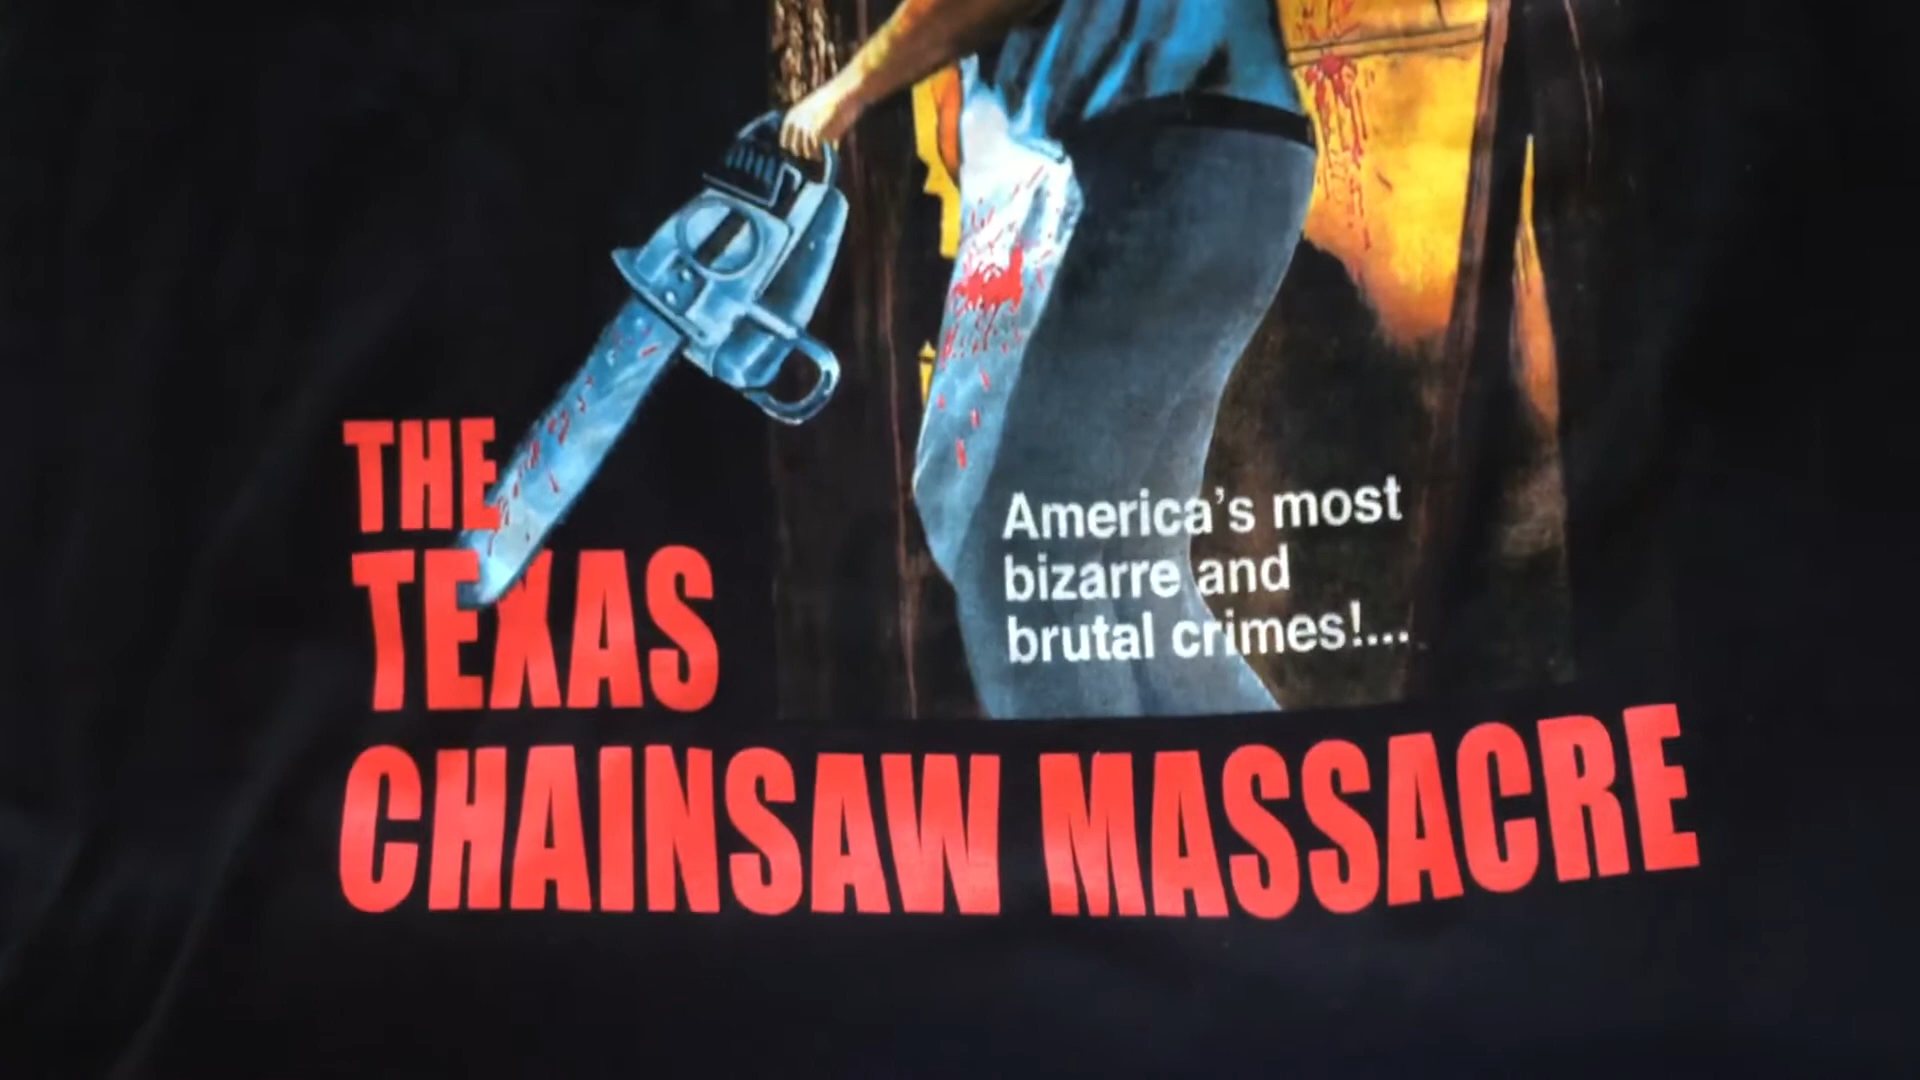 THE
TEXAS
CHAINSAW MASSACRE
America's most
bizarre and
brutal crimes!...